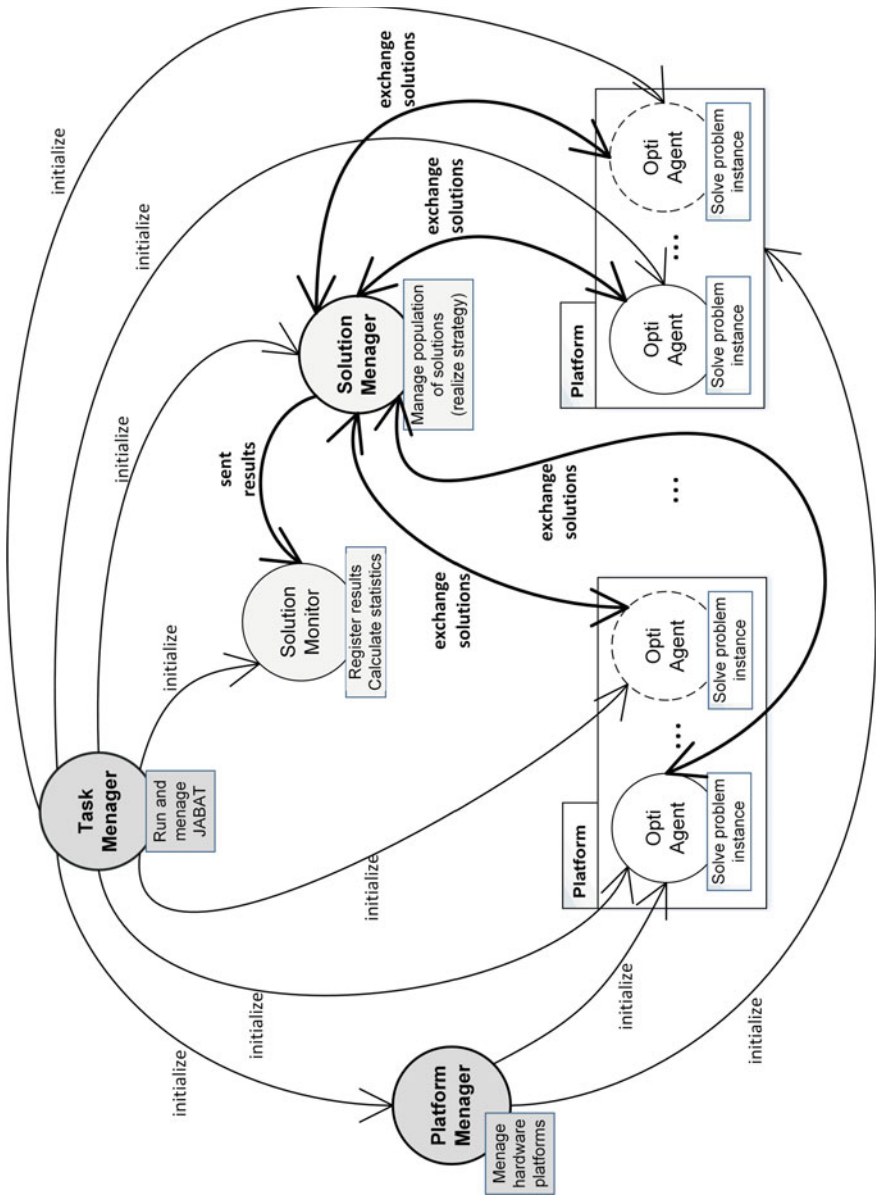 initialize
initialize
Task
Menager
initialize
Run and
menage
JABAT
initialize
initialize
sent
results
initialize
Solution
Monitor
Solution
Menager
Register results
Calculate statistics
initialize
exchange
solutions
Manage population
of solutions
(realize strategy)
exchange
solutions
Platform
Menager
exchange
solutions
Menage
hardware
platforms
exchange
solutions
Platform
Platform
initialize
Opti
Agent
...
Opti
Agent
...
Opti
Agent
...
Opti
Agent
Solve problem
instance
Solve problem
instance
Solve problem
instance
Solve problem
instance
initialize